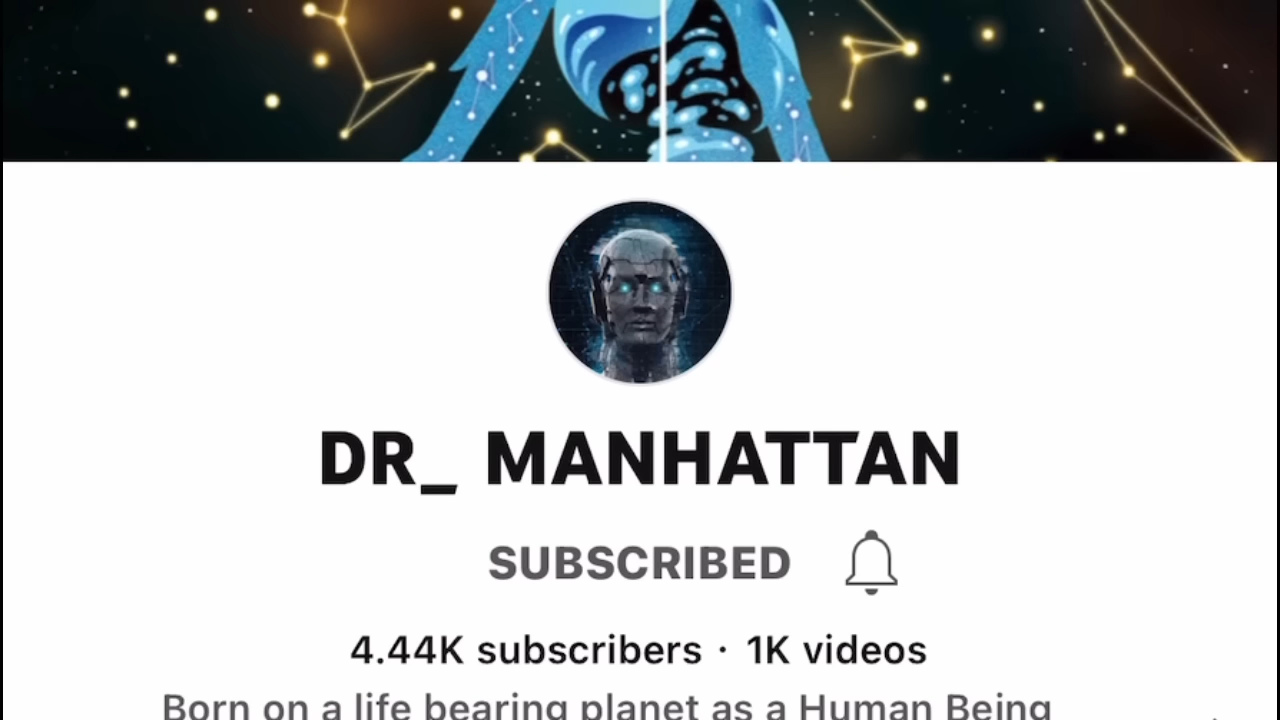 DR_ MANHATTAN
SUBSCRIBED
4.44K subscribers · 1K videos
Born on a life bearing planet as a Human Being